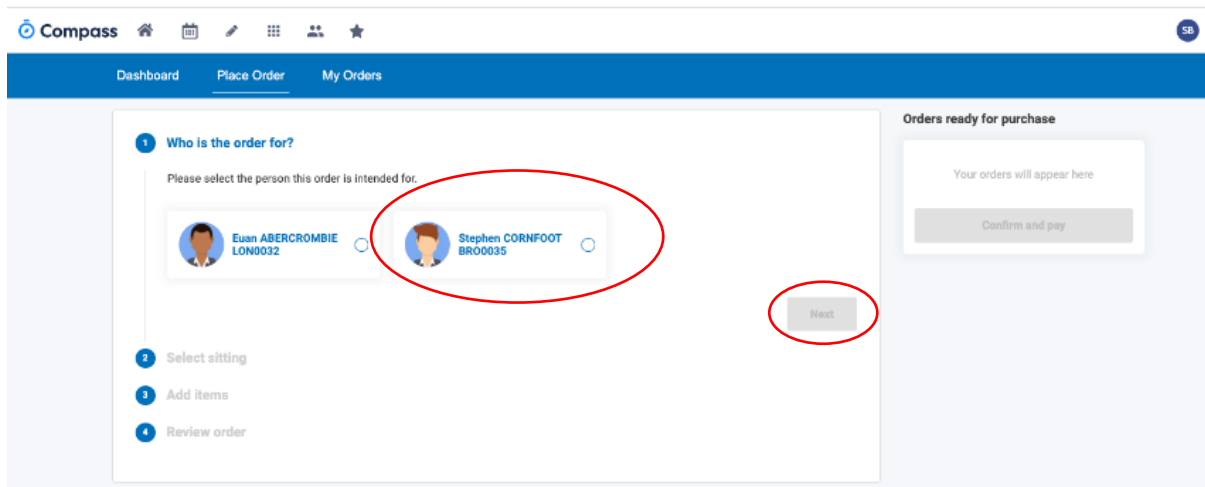 Compass
SB
Dashboard Place Order My Orders
1 Who is the order for?
Please select the person this order is intended for.
Euan ABERCROMBIE
LON0032
Stephen CORNFOOT
BRO0035
Next
2 Select sitting
3 Add items
4 Review order
Orders ready for purchase
Your orders will appear here
Confirm and pay